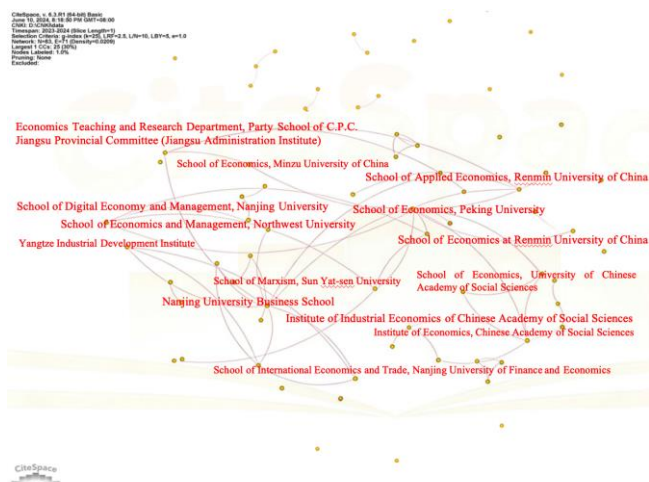 CiteSpace, v. 6.3.R1 (64-bit) Basic
June 10, 2024, 6:18:50 PM GMT+08:00
CNKI: D:\CNKI\data
Timespan: 2023-2024 (Slice Length=1)
Selection Criteria: g-index (k=25), LRF=2.5, L/N=10, LBY=5, e=1.0
Network: N=83, E=71 (Density=0.0209)
Largest 1 CCs: 25 (30%)
Nodes Labeled: 1.0%
Pruning: None
Excluded:
Economics Teaching and Research Department, Party School of C.P.C.
Jiangsu Provincial Committee (Jiangsu Administration Institute)
School of Economics, Minzu University of China
School of Applied Economics, Renmin University of China
School of Digital Economy and Management, Nanjing University
School of Economics, Peking University
School of Economics and Management, Northwest University
Yangtze Industrial Development Institute
School of Economics at Renmin University of China
School of Marxism, Sun Yat-sen University
School of Economics, University of Chinese
Academy of Social Sciences
Nanjing University Business School
Institute of Industrial Economics of Chinese Academy of Social Sciences
Institute of Economics, Chinese Academy of Social Sciences
School of International Economics and Trade, Nanjing University of Finance and Economics
CiteSpace